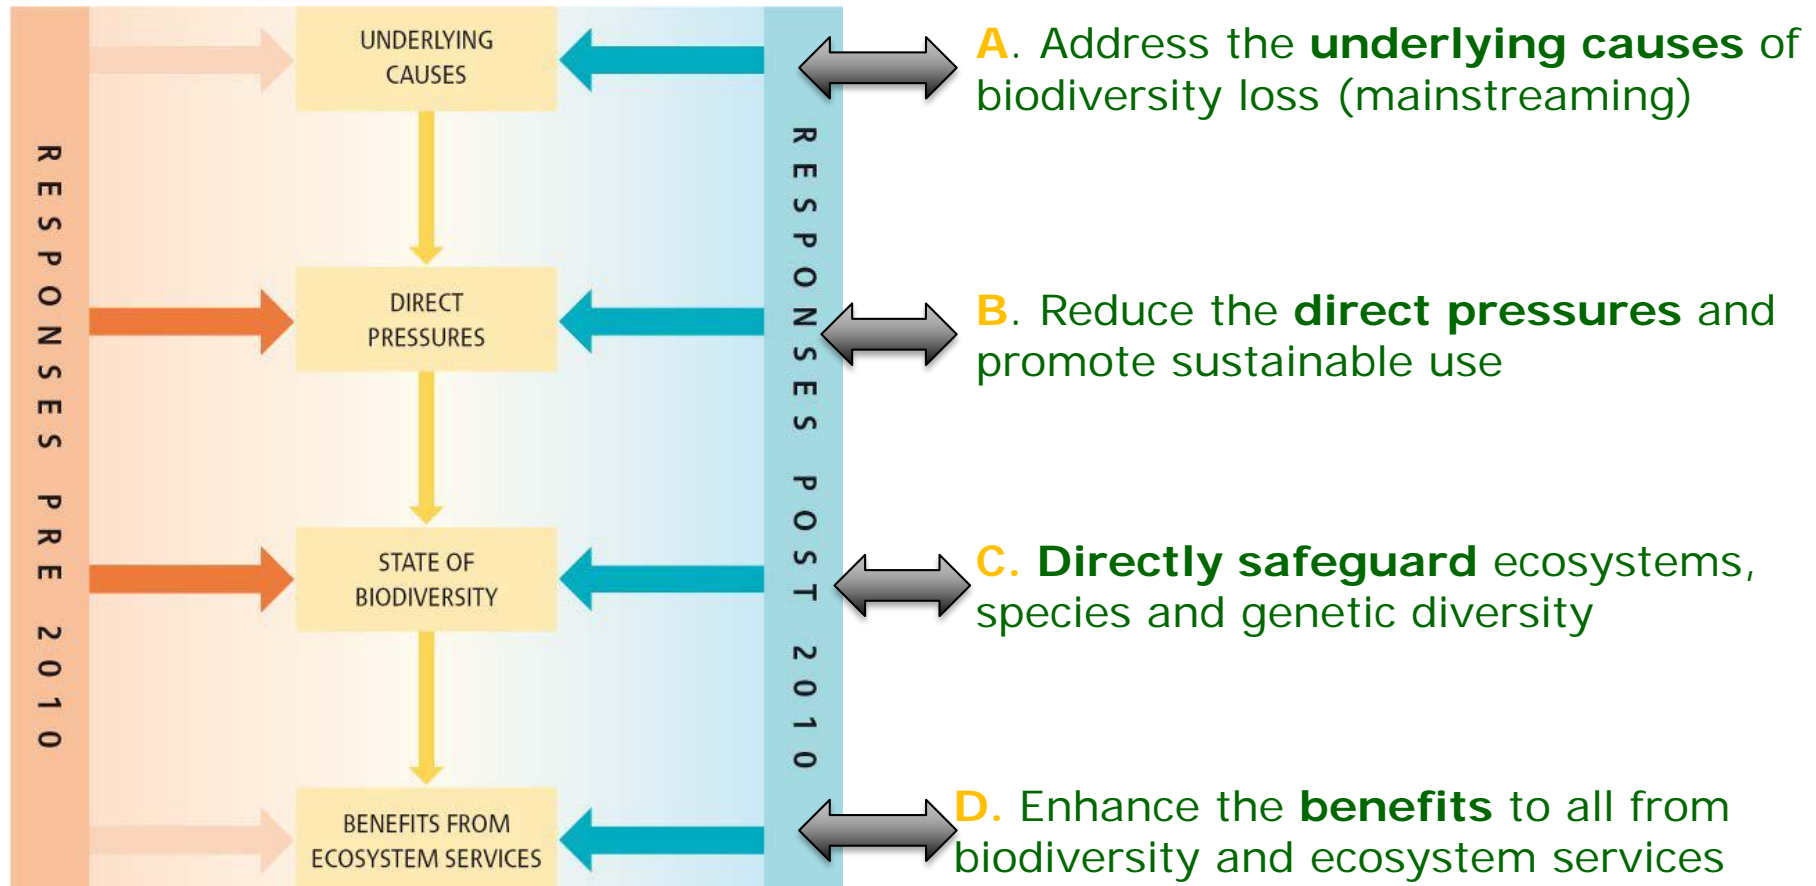 RESPONSES PRE 2010
UNDERLYING
CAUSES
DIRECT
PRESSURES
STATE OF
BIODIVERSITY
BENEFITS FROM
ECOSYSTEM SERVICES
RESPONSES POST 2010
A. Address the underlying causes of
biodiversity loss (mainstreaming)
B. Reduce the direct pressures and
promote sustainable use
C. Directly safeguard ecosystems,
species and genetic diversity
D. Enhance the benefits to all from
biodiversity and ecosystem services